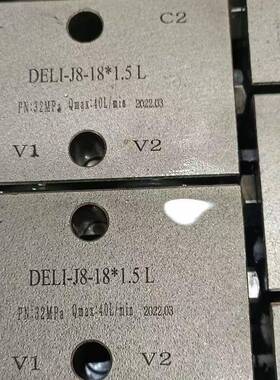 C2
DELI-J8-18*1.5 L
PN:32MPa Qmax:40L/min 2022.03
V1 V2
DELI-J8-18*1.5 L
PN:32MPa Qmax:40L/min 2022.03
V1 V2